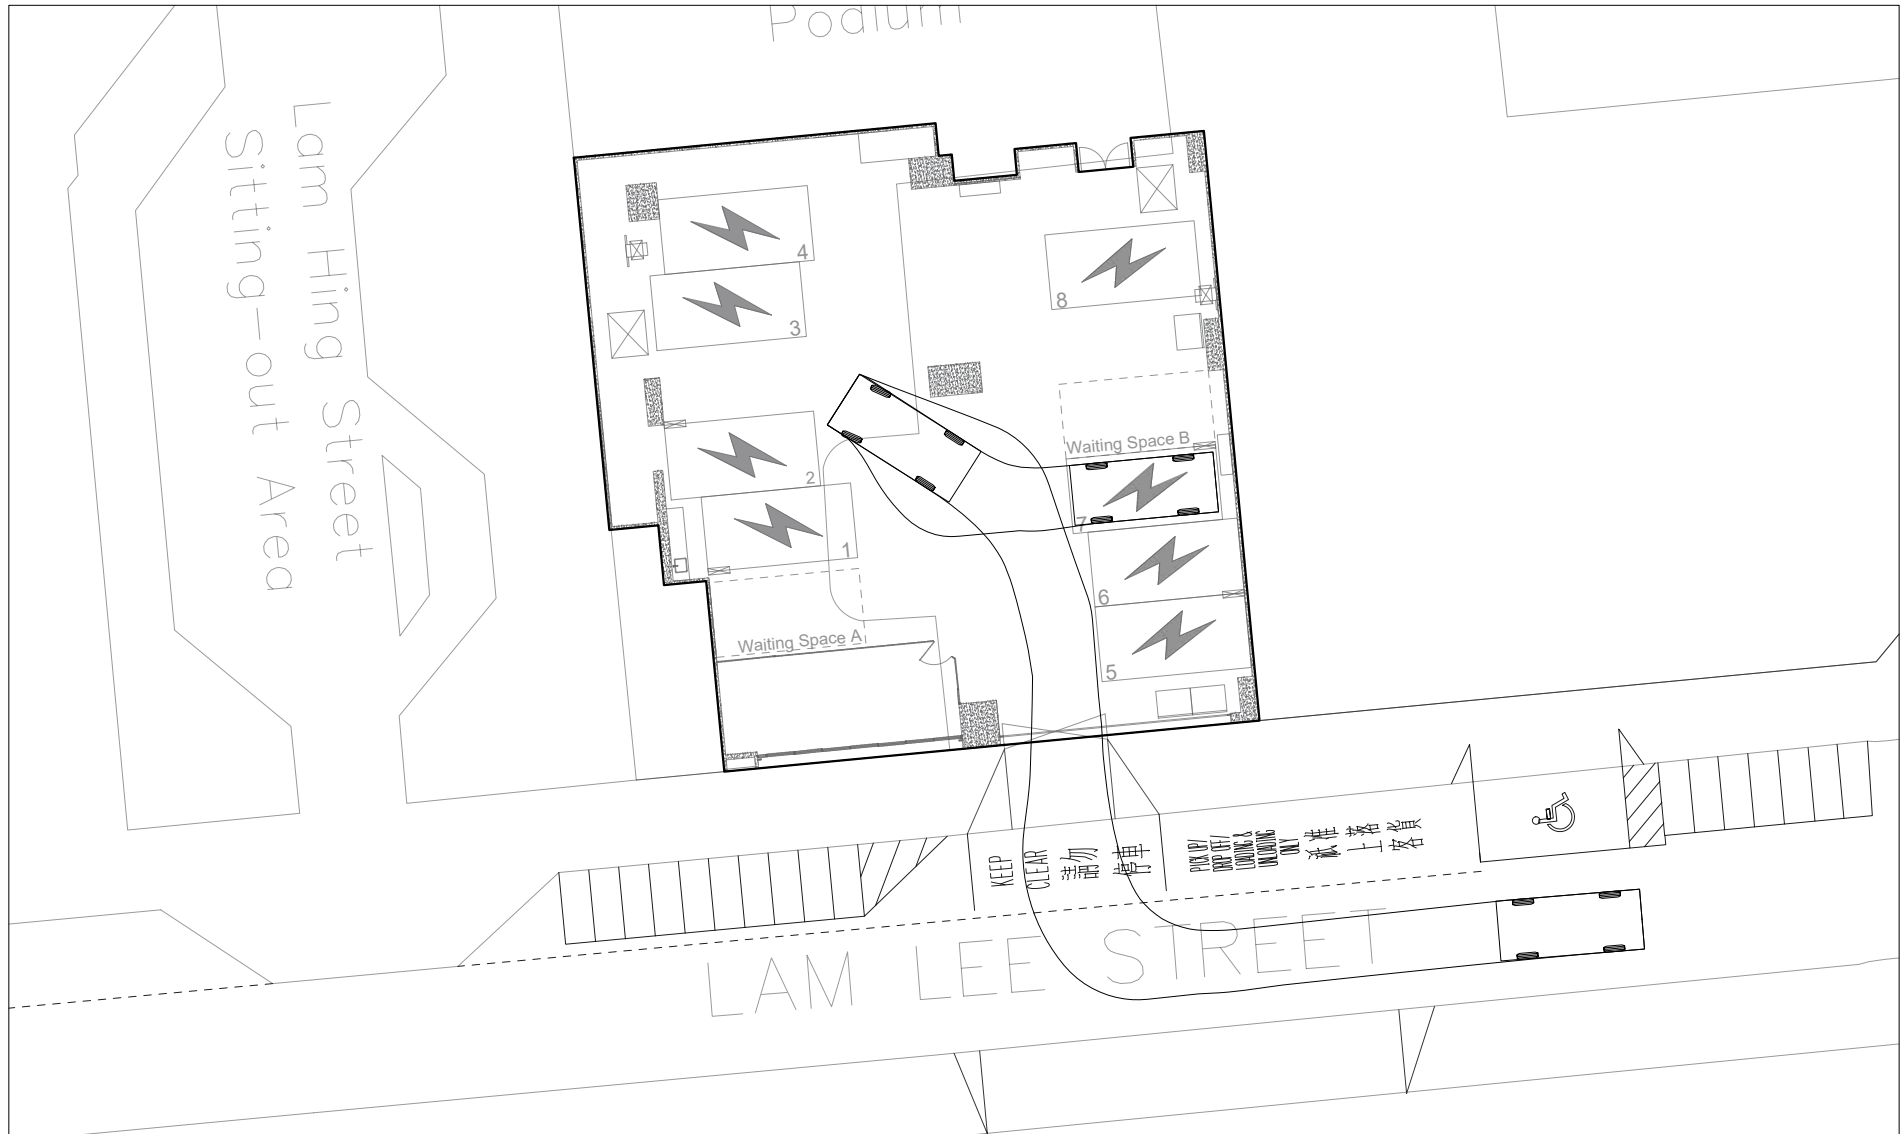 Podium
Lam Hing Street
Sitting-out Area
4
3
8
Waiting Space B
2
7
1
6
Waiting Space A
5
KEEP
CLEAR
請勿
停車
PICK UP/
DROP OFF/
LOADING &
UNLOADING
ONLY
祇准
上落
客貨
LAM LEE STREET